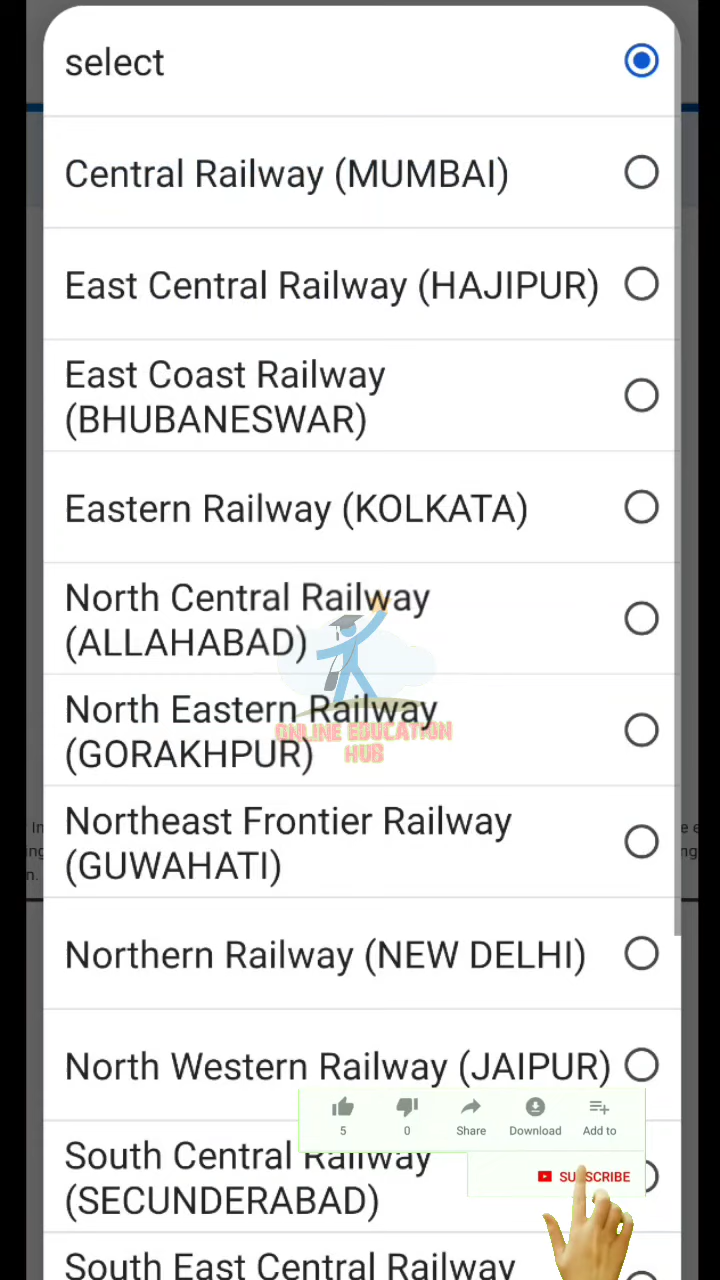 select
Central Railway (MUMBAI)
East Central Railway (HAJIPUR)
East Coast Railway
(BHUBANESWAR)
Eastern Railway (KOLKATA)
North Central Railway
(ALLAHABAD)
North Eastern Railway
(GORAKHPUR)
ONLINE EDUCATION
HUB
Northeast Frontier Railway
(GUWAHATI)
Northern Railway (NEW DELHI)
North Western Railway (JAIPUR)
5
0
Share
Download
Add to
South Central Railway
(SECUNDERABAD)
SUBSCRIBE
South East Central Railway